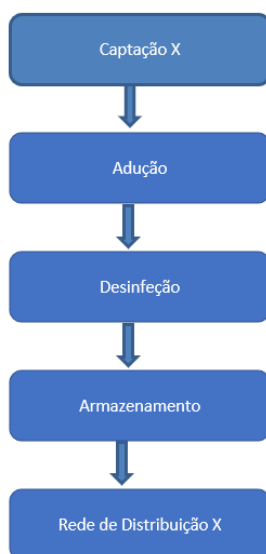 Captação X
Adução
Desinfeção
Armazenamento
Rede de Distribuição X